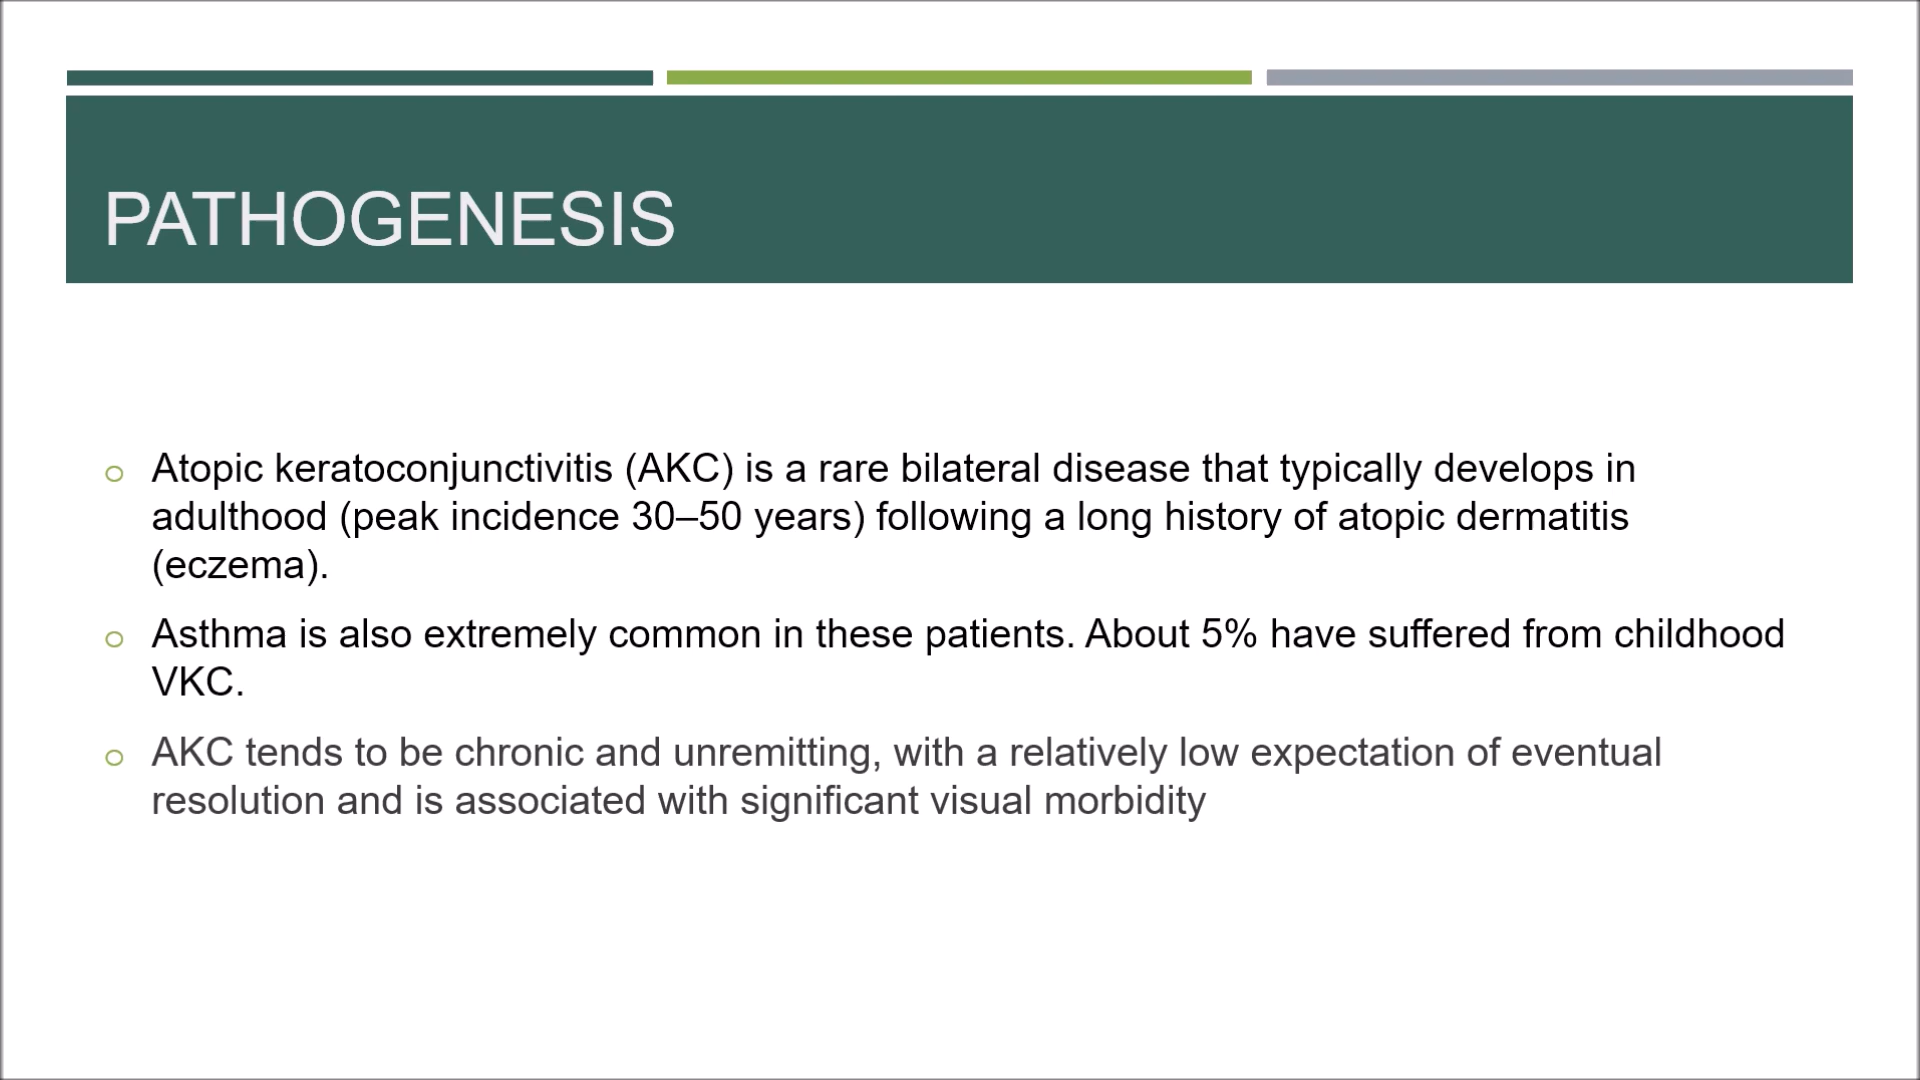 PATHOGENESIS
Atopic keratoconjunctivitis (AKC) is a rare bilateral disease that typically develops in
adulthood (peak incidence 30–50 years) following a long history of atopic dermatitis
(eczema).
Asthma is also extremely common in these patients. About 5% have suffered from childhood
VKC.
AKC tends to be chronic and unremitting, with a relatively low expectation of eventual
resolution and is associated with significant visual morbidity